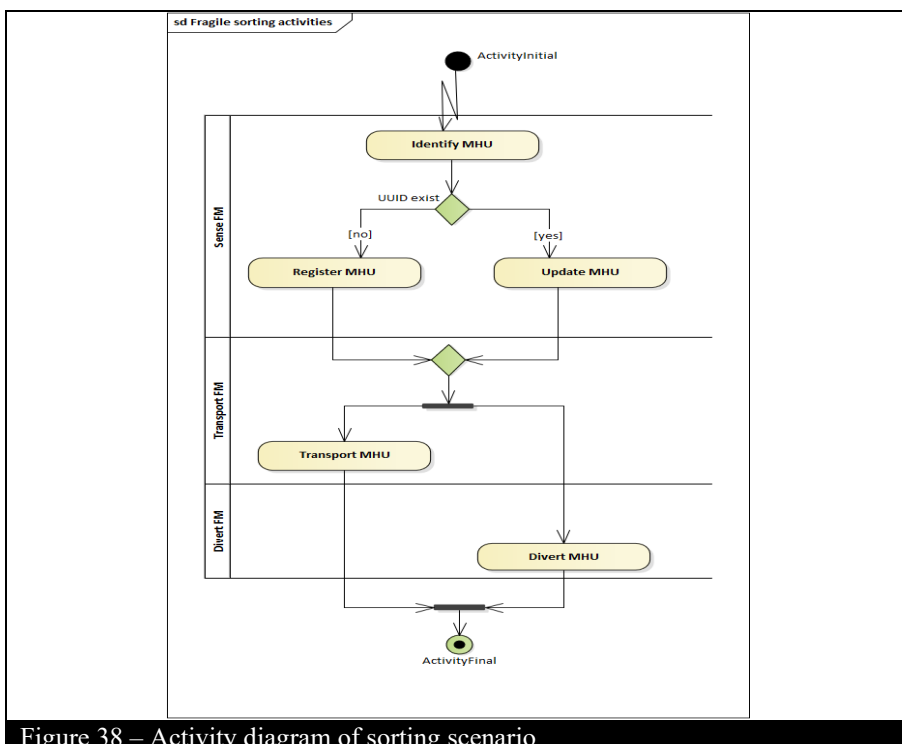 sd Fragile sorting activities
ActivityInitial
Sense FM
Identify MHU
UUID exist
[no]
[yes]
Register MHU
Update MHU
Transport FM
Transport MHU
Divert FM
Divert MHU
ActivityFinal
Figure 38 – Activity diagram of sorting scenario